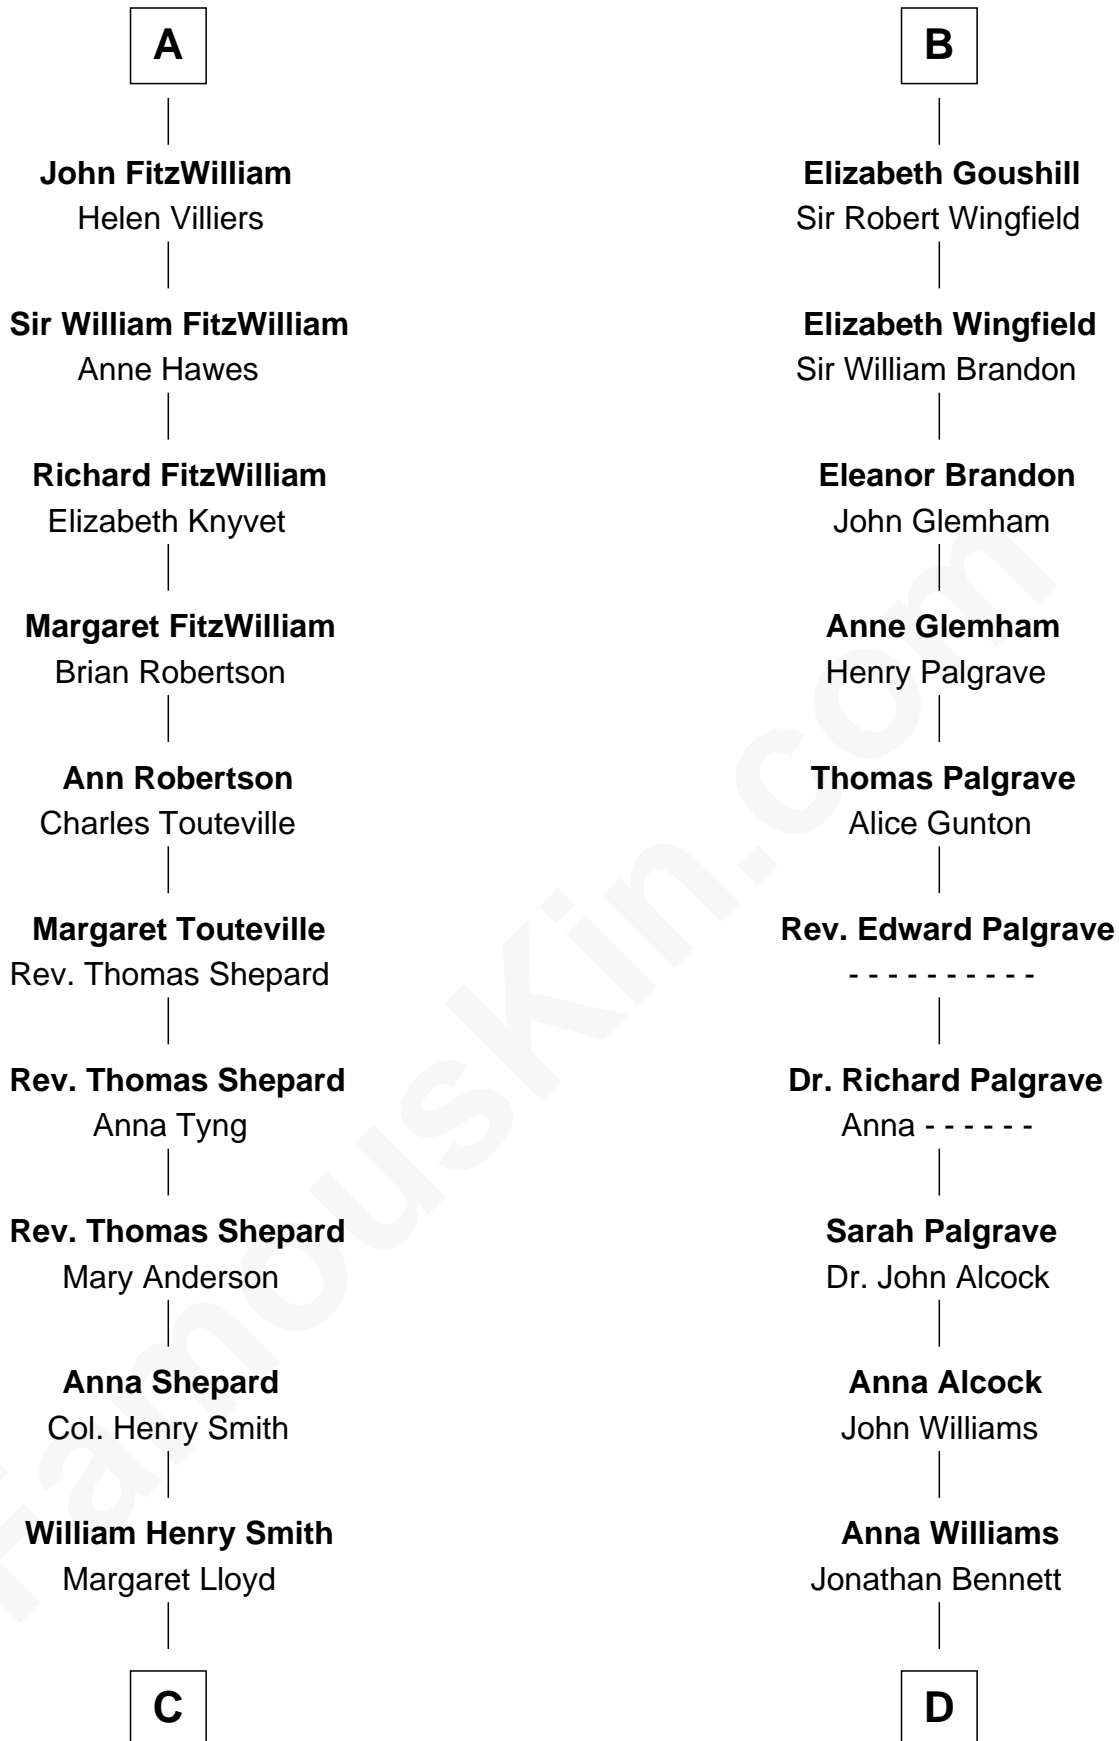 A
John FitzWilliam
Helen Villiers
Sir William FitzWilliam
Anne Hawes
Richard FitzWilliam
Elizabeth Knyvet
Margaret FitzWilliam
Brian Robertson
Ann Robertson
Charles Touteville
Margaret Touteville
Rev. Thomas Shepard
Rev. Thomas Shepard
Anna Tyng
Rev. Thomas Shepard
Mary Anderson
Anna Shepard
Col. Henry Smith
William Henry Smith
Margaret Lloyd
C
B
Elizabeth Goushill
Sir Robert Wingfield
Elizabeth Wingfield
Sir William Brandon
Eleanor Brandon
John Glemham
Anne Glemham
Henry Palgrave
Thomas Palgrave
Alice Gunton
Rev. Edward Palgrave
- - - - - - - - - -
Dr. Richard Palgrave
Anna - - - - - -
Sarah Palgrave
Dr. John Alcock
Anna Alcock
John Williams
Anna Williams
Jonathan Bennett
D
FamousKin.com